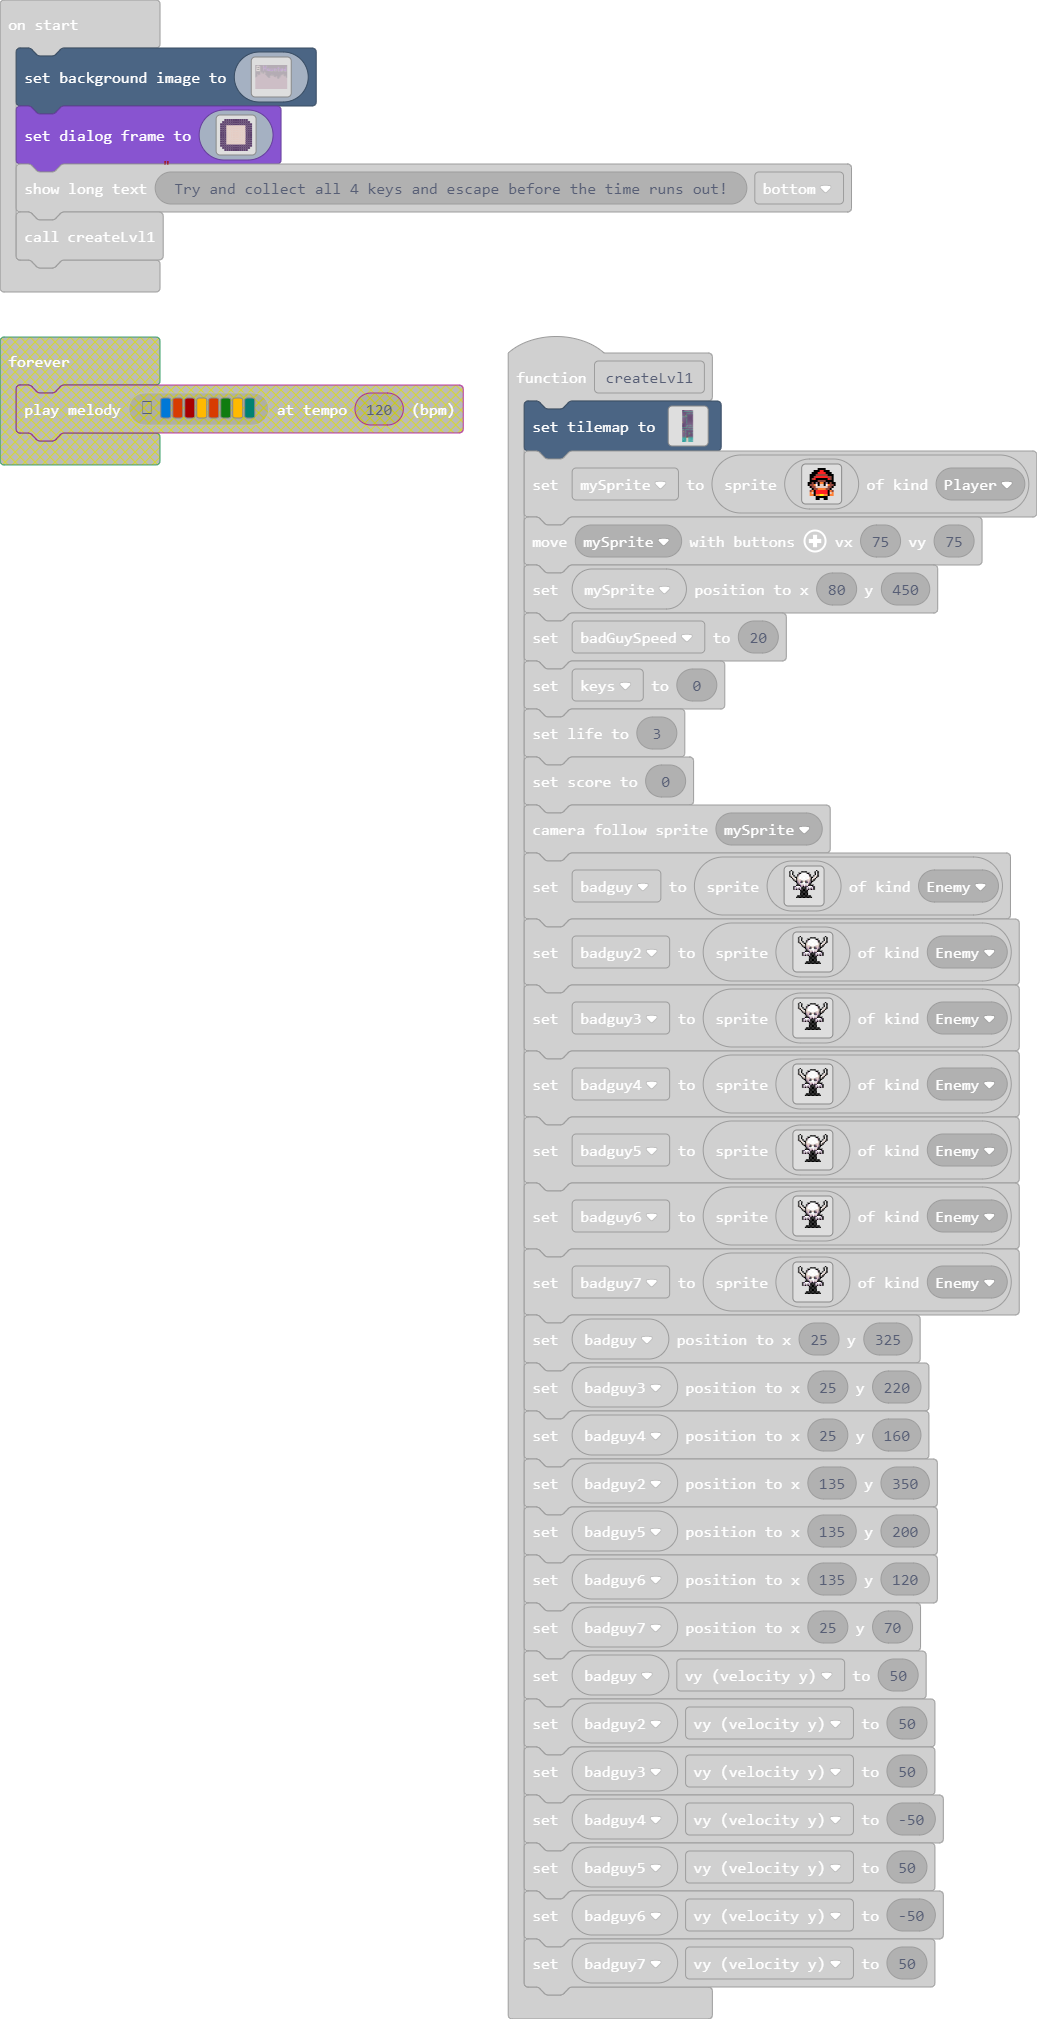 on start
set background image to
set dialog frame to
show long text "Try and collect all 4 keys and escape before the time runs out!" bottom
call createLvl1
forever
play melody at tempo 120 (bpm)
function createLvl1
set tilemap to
set mySprite to sprite of kind Player
move mySprite with buttons vx 75 vy 75
set mySprite position to x 80 y 450
set badGuySpeed to 20
set keys to 0
set life to 3
set score to 0
camera follow sprite mySprite
set badguy to sprite of kind Enemy
set badguy2 to sprite of kind Enemy
set badguy3 to sprite of kind Enemy
set badguy4 to sprite of kind Enemy
set badguy5 to sprite of kind Enemy
set badguy6 to sprite of kind Enemy
set badguy7 to sprite of kind Enemy
set badguy position to x 25 y 325
set badguy3 position to x 25 y 220
set badguy4 position to x 25 y 160
set badguy2 position to x 135 y 350
set badguy5 position to x 135 y 200
set badguy6 position to x 135 y 120
set badguy7 position to x 25 y 70
set badguy vy (velocity y) to 50
set badguy2 vy (velocity y) to 50
set badguy3 vy (velocity y) to 50
set badguy4 vy (velocity y) to -50
set badguy5 vy (velocity y) to 50
set badguy6 vy (velocity y) to -50
set badguy7 vy (velocity y) to 50